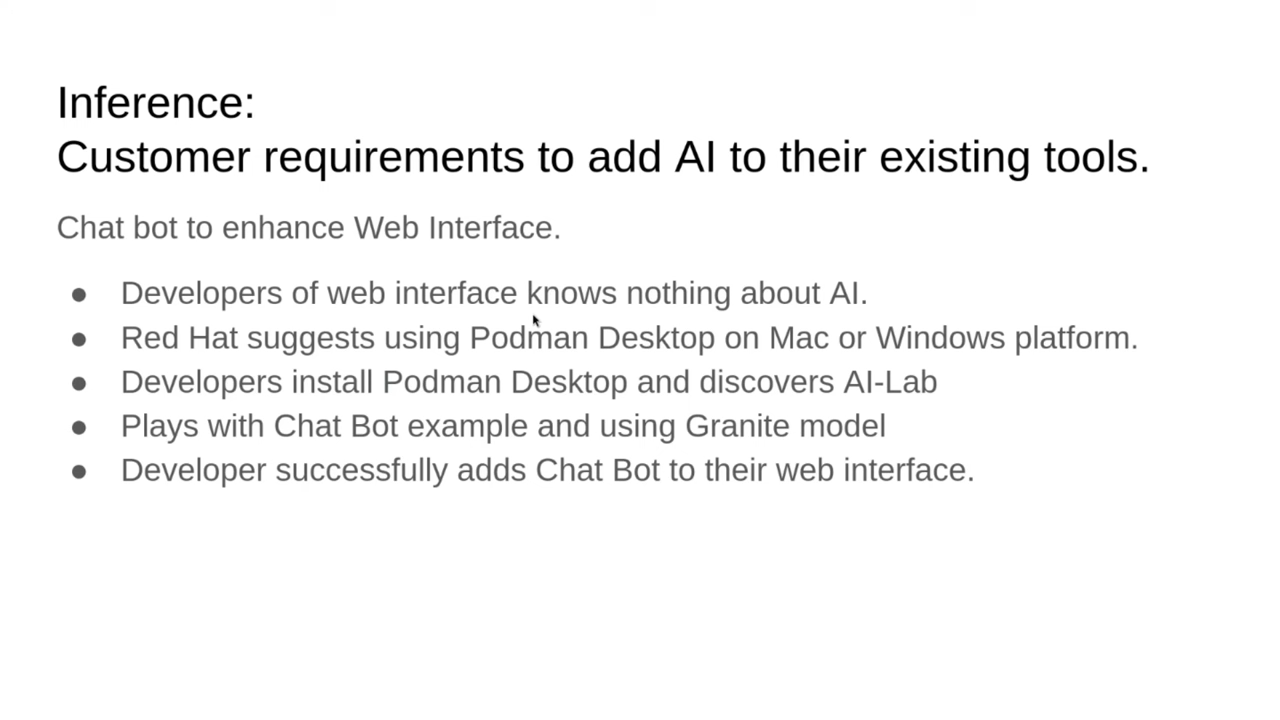 Inference:
Customer requirements to add AI to their existing tools.
Chat bot to enhance Web Interface.
● Developers of web interface knows nothing about AI.
● Red Hat suggests using Podman Desktop on Mac or Windows platform.
● Developers install Podman Desktop and discovers AI-Lab
● Plays with Chat Bot example and using Granite model
● Developer successfully adds Chat Bot to their web interface.